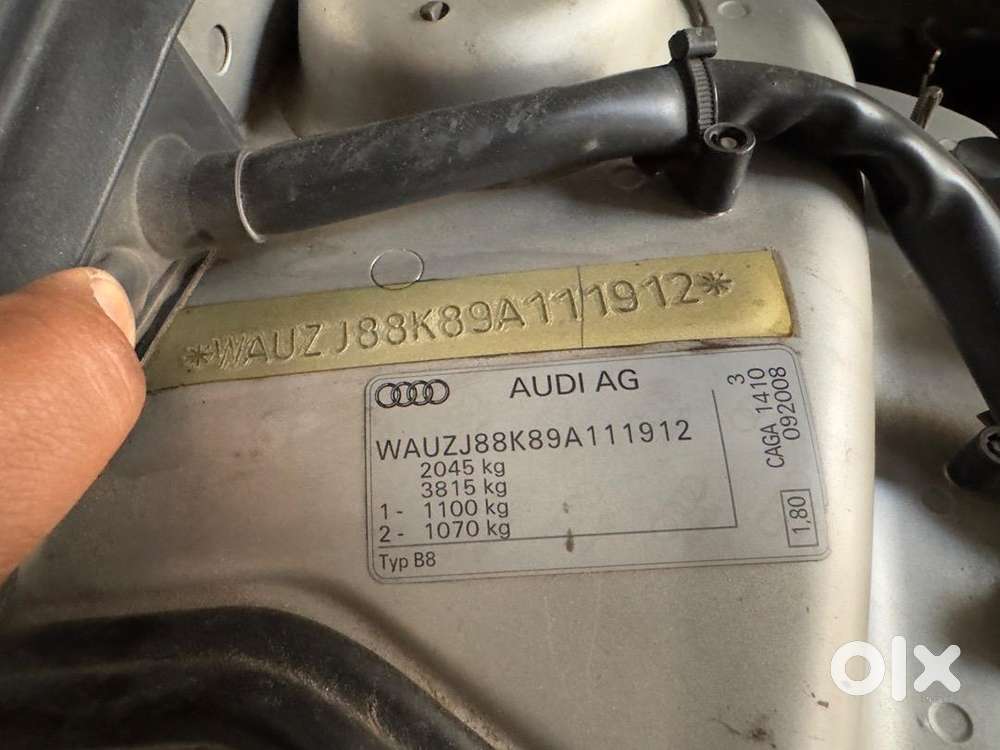 *WAUZJ88K89A111912*
AUDI AG
WAUZJ88K89A111912
2045 kg
3815 kg
1 - 1100 kg
2 - 1070 kg
Typ B8
3
CAGA 1410
092008
1,80
olx